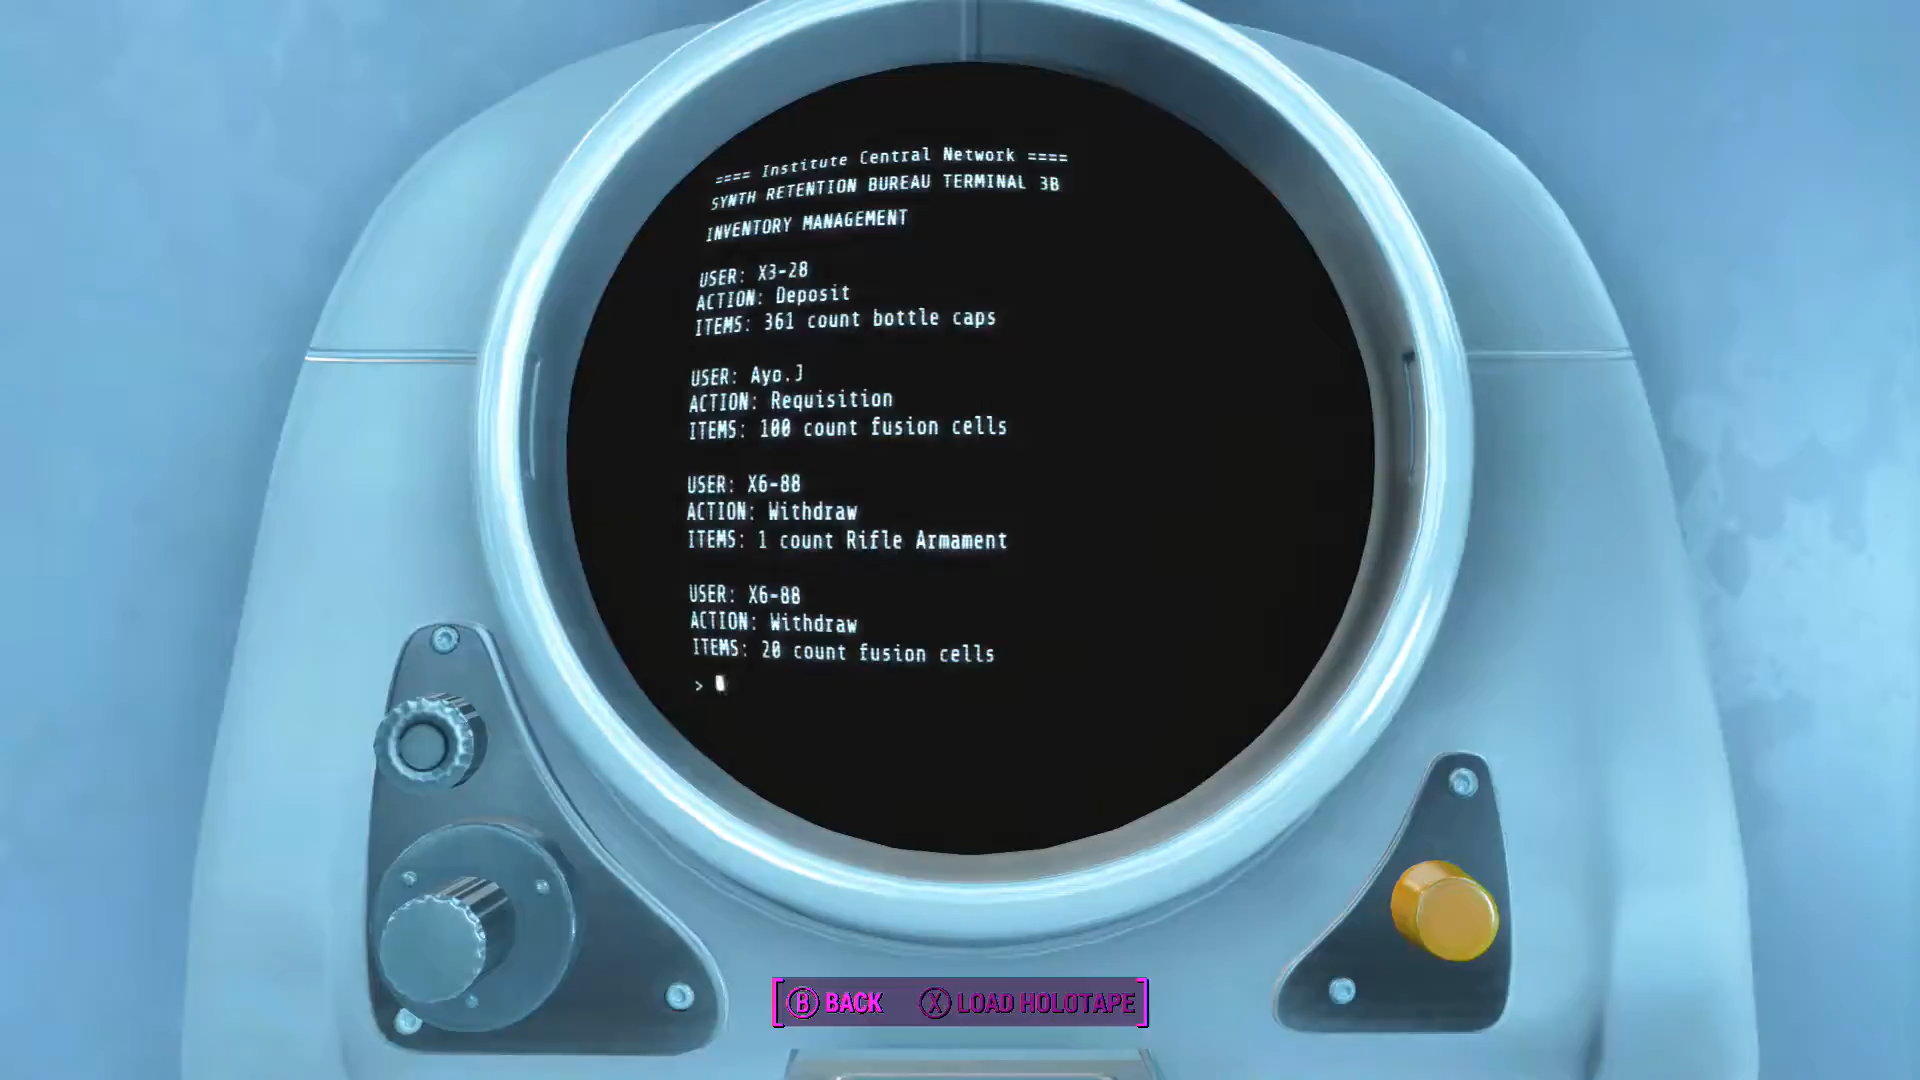 ==== Institute Central Network ====
SYNTH RETENTION BUREAU TERMINAL 3B
INVENTORY MANAGEMENT
USER: X3-28
ACTION: Deposit
ITEMS: 361 count bottle caps
USER: Ayo.J
ACTION: Requisition
ITEMS: 100 count fusion cells
USER: X6-88
ACTION: Withdraw
ITEMS: 1 count Rifle Armament
USER: X6-88
ACTION: Withdraw
ITEMS: 20 count fusion cells
>
B BACK X LOAD HOLOTAPE